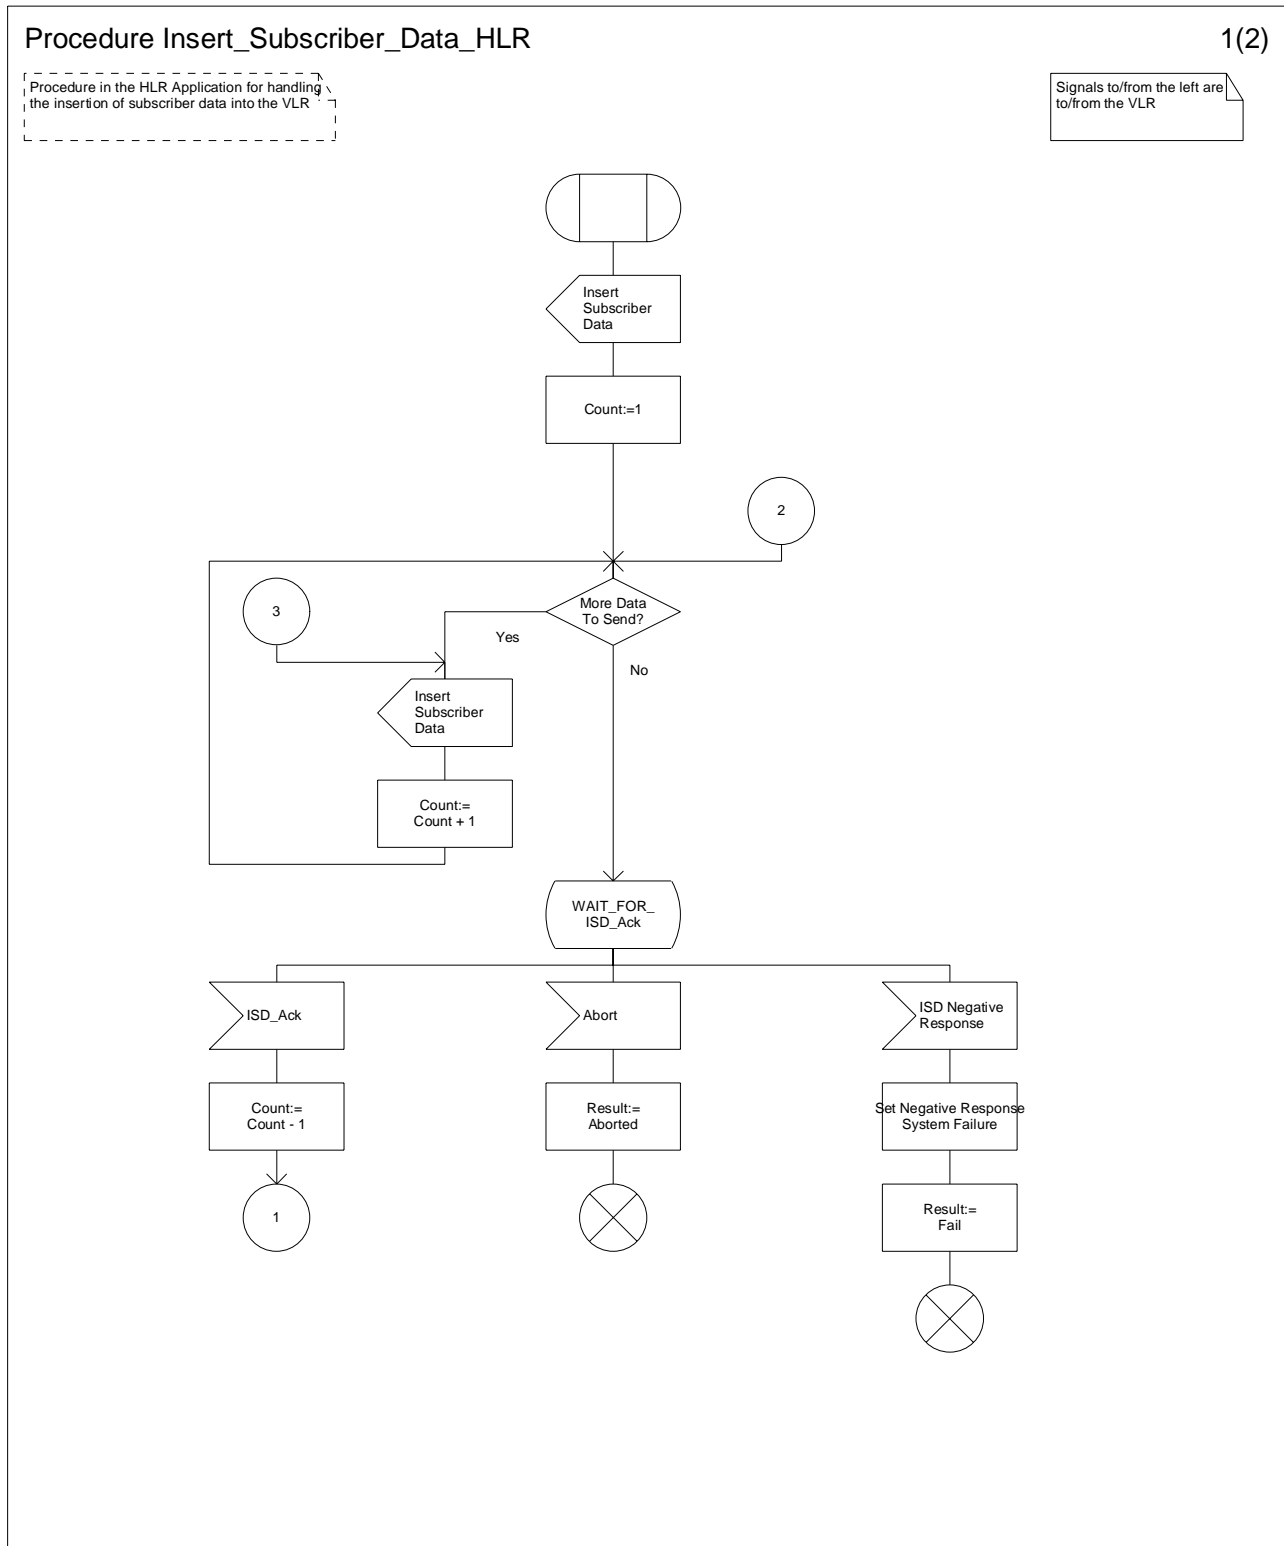 Procedure Insert_Subscriber_Data_HLR
1(2)
Procedure in the HLR Application for handling
the insertion of subscriber data into the VLR
Signals to/from the left are
to/from the VLR
Insert
Subscriber
Data
Count:=1
2
3
More Data
To Send?
Yes
No
Insert
Subscriber
Data
Count:=
Count + 1
WAIT_FOR_
ISD_Ack
ISD_Ack
Abort
ISD Negative
Response
Count:=
Count - 1
Result:=
Aborted
Set Negative Response
System Failure
1
Result:=
Fail